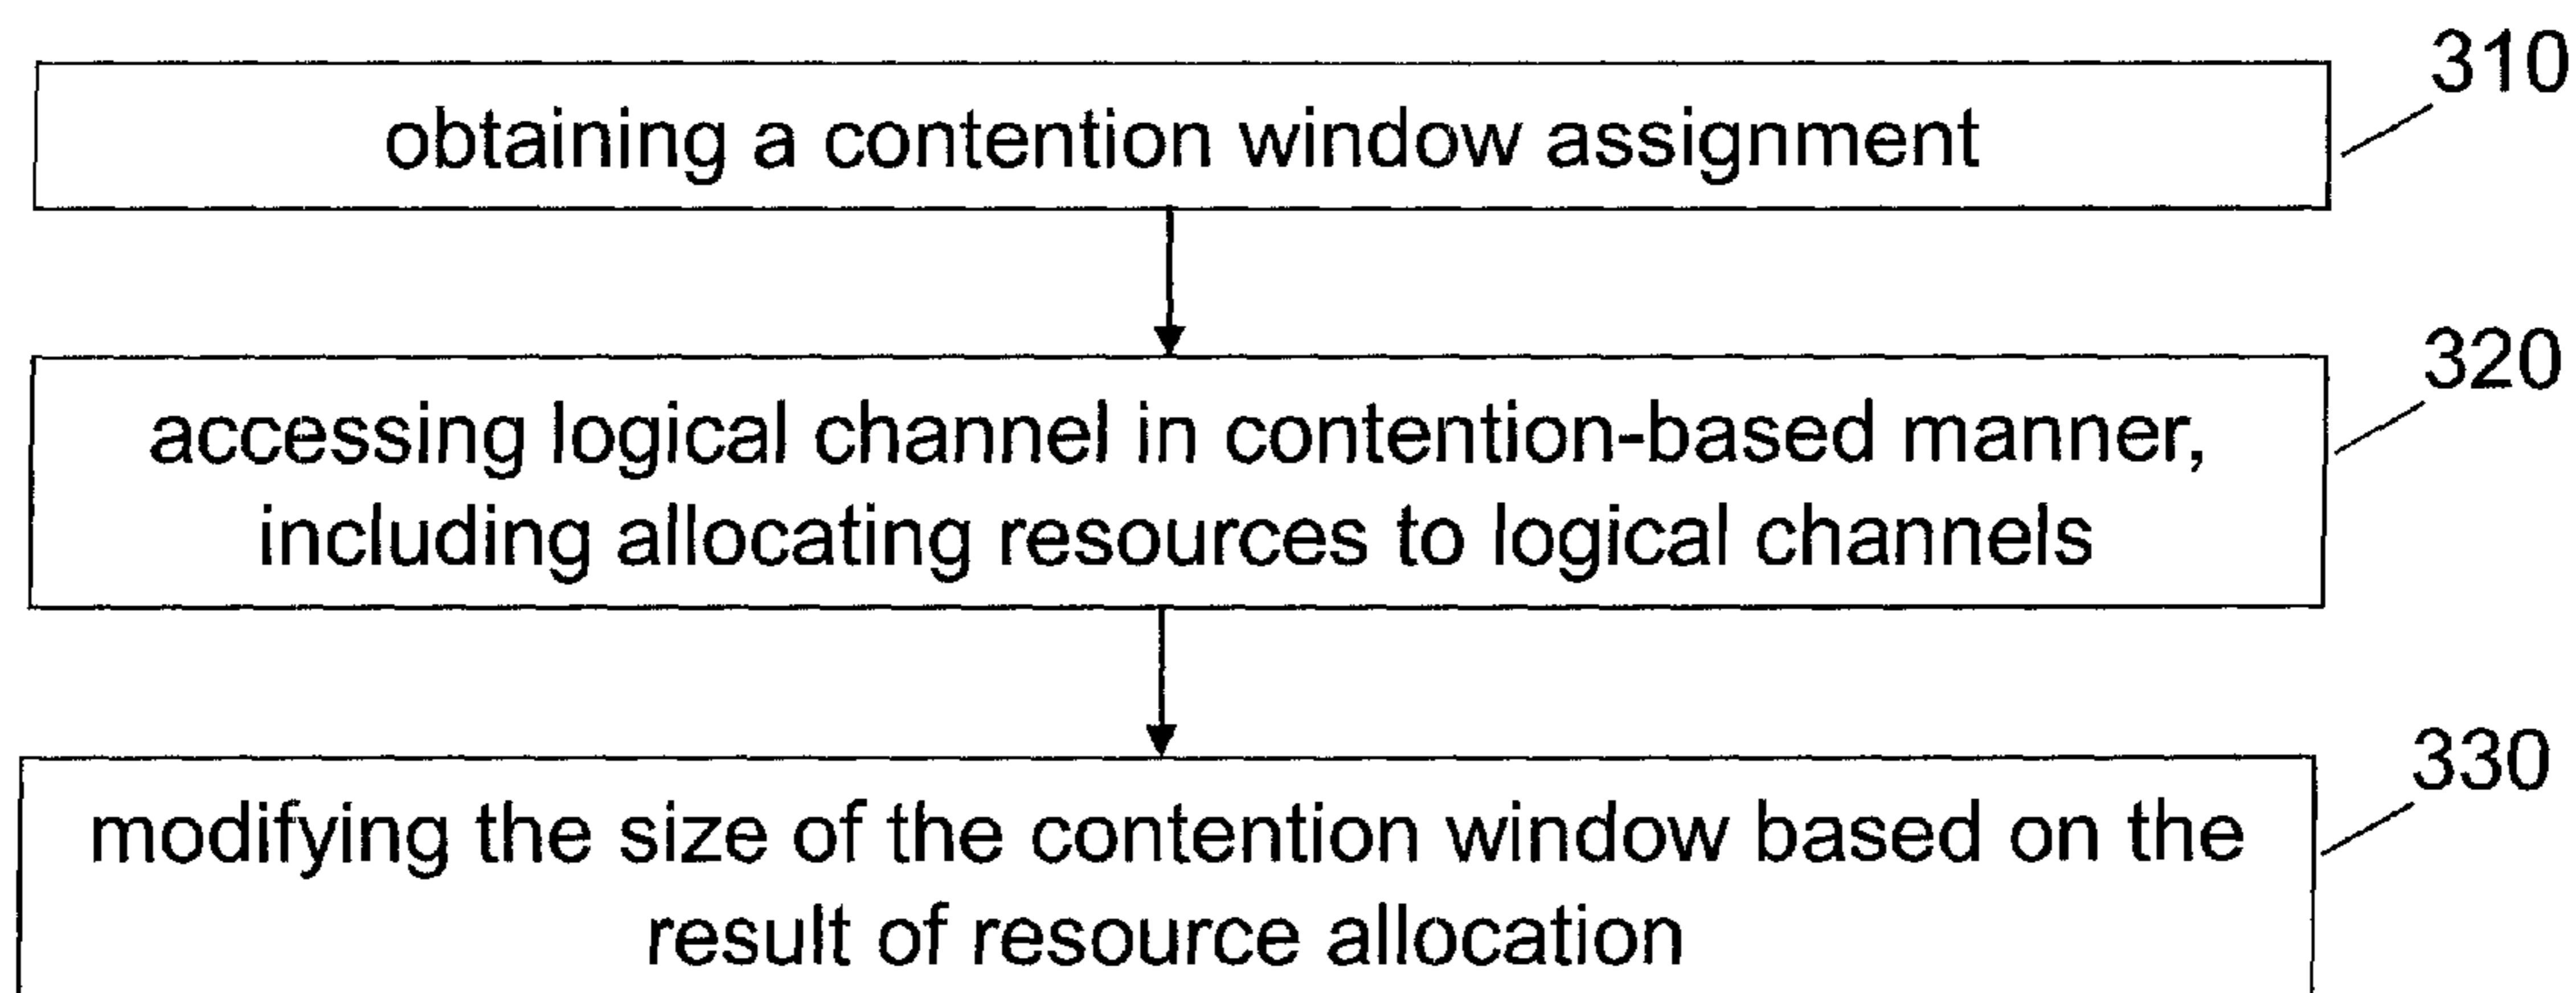 310
obtaining a contention window assignment
320
accessing logical channel in contention-based manner,
including allocating resources to logical channels
330
modifying the size of the contention window based on the
result of resource allocation